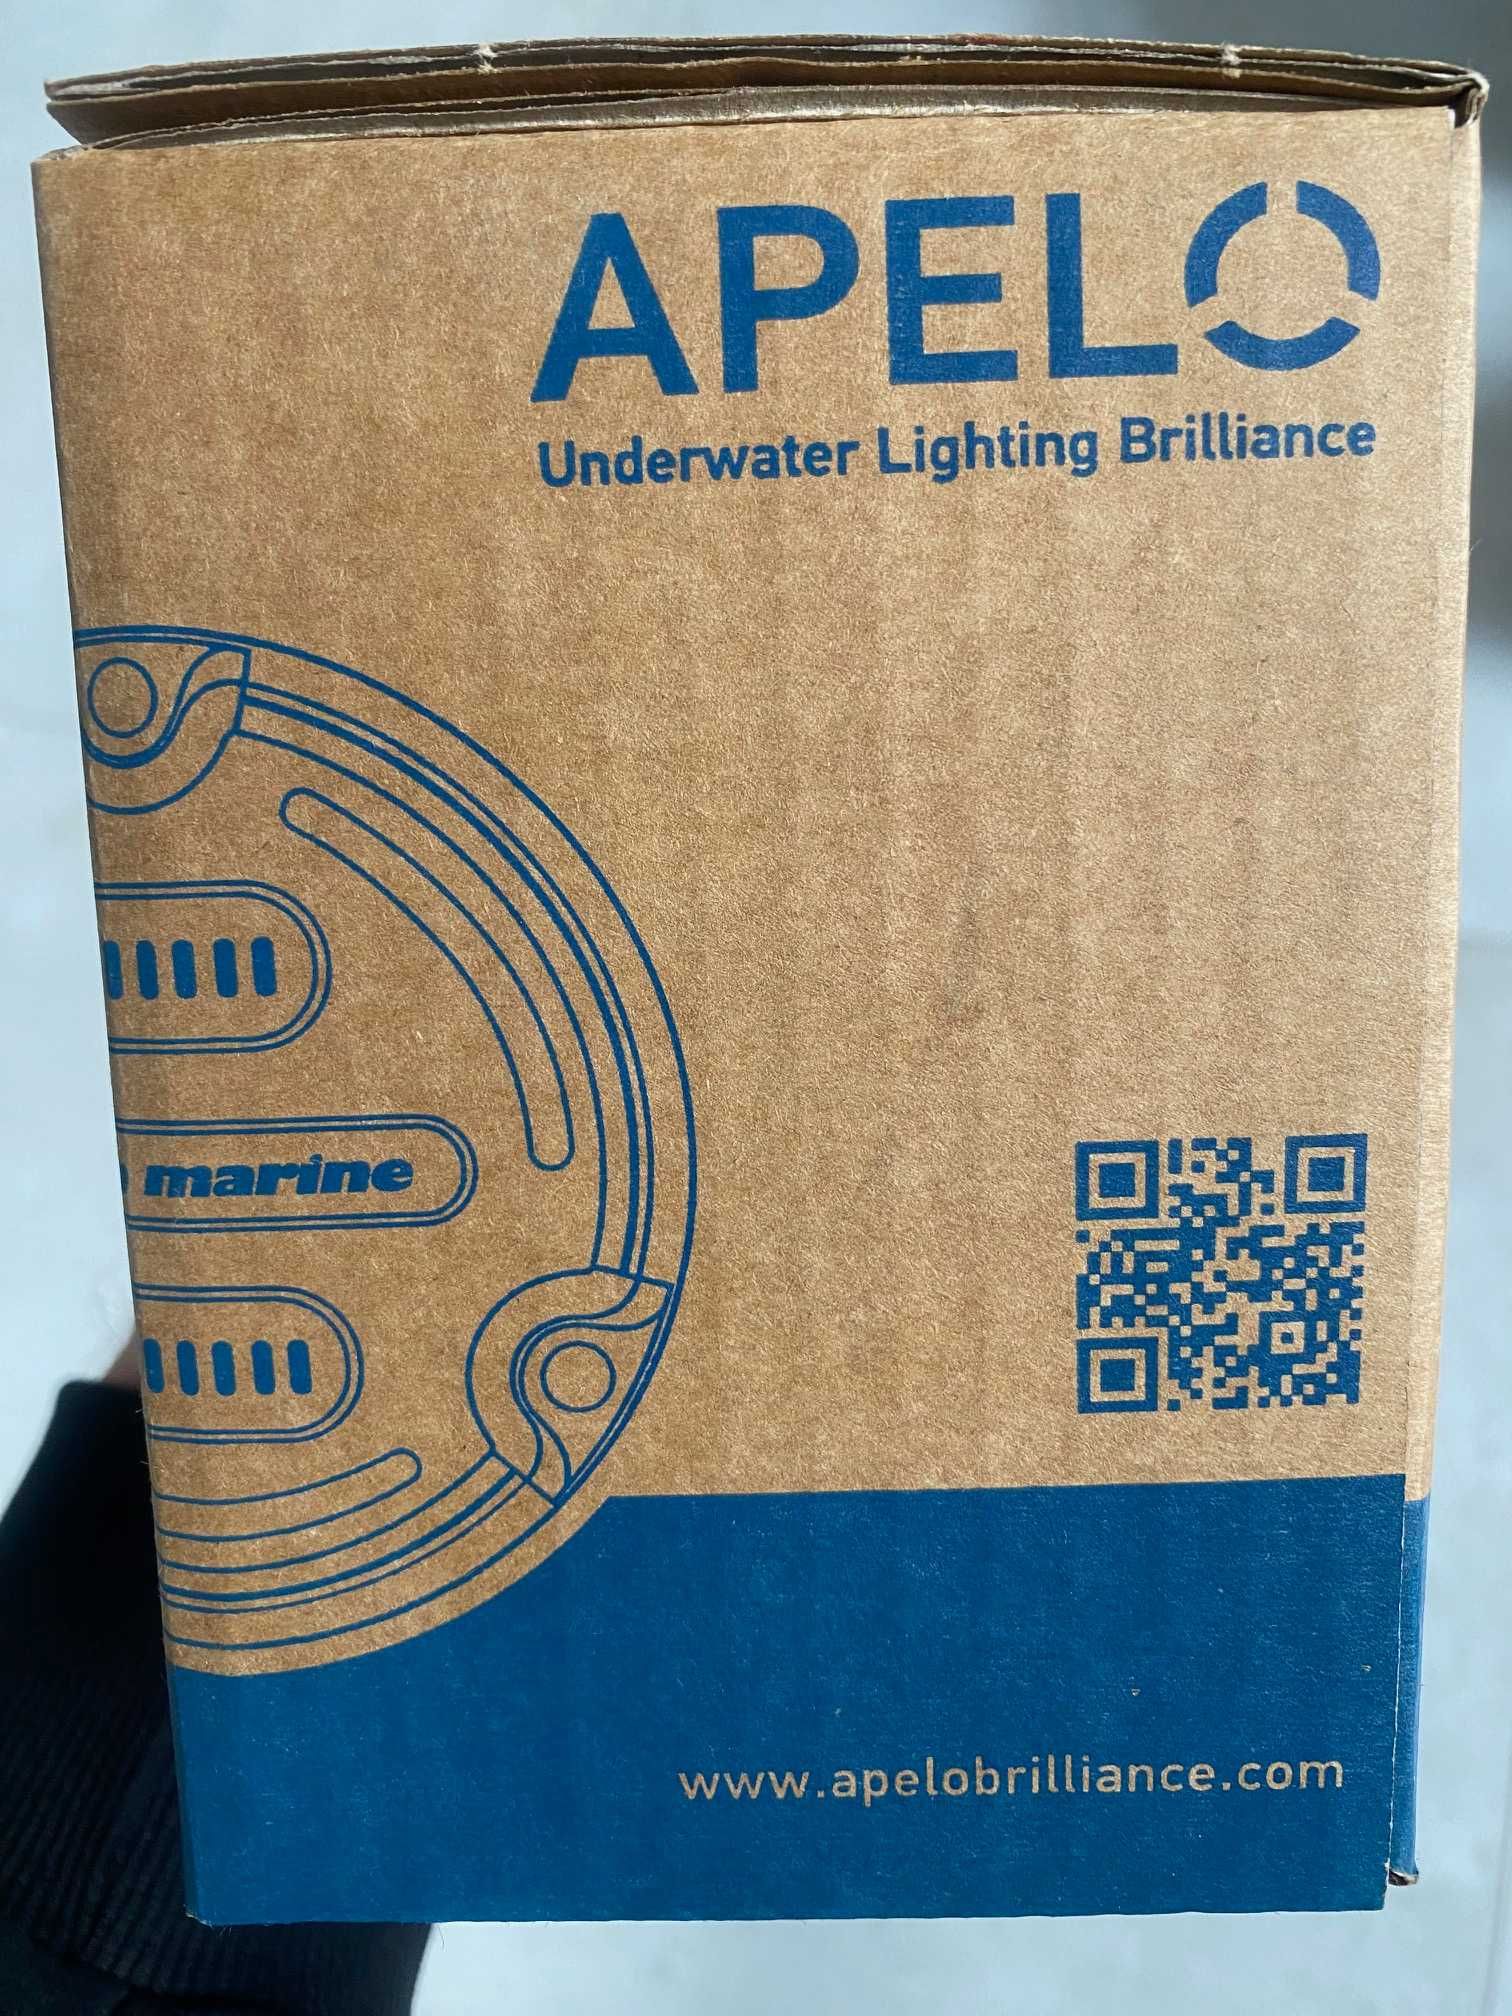 APELO
Underwater Lighting Brilliance
marine
www.apelobrilliance.com